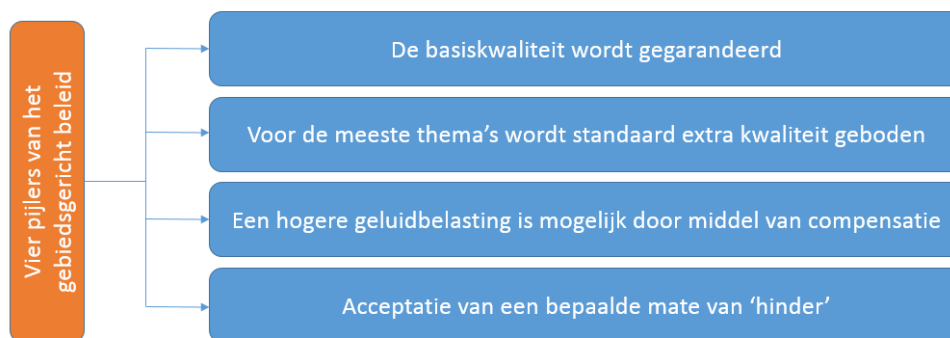 Vier pijlers van het
gebiedsgericht beleid
De basiskwaliteit wordt gegarandeerd
Voor de meeste thema’s wordt standaard extra kwaliteit geboden
Een hogere geluidbelasting is mogelijk door middel van compensatie
Acceptatie van een bepaalde mate van ‘hinder’